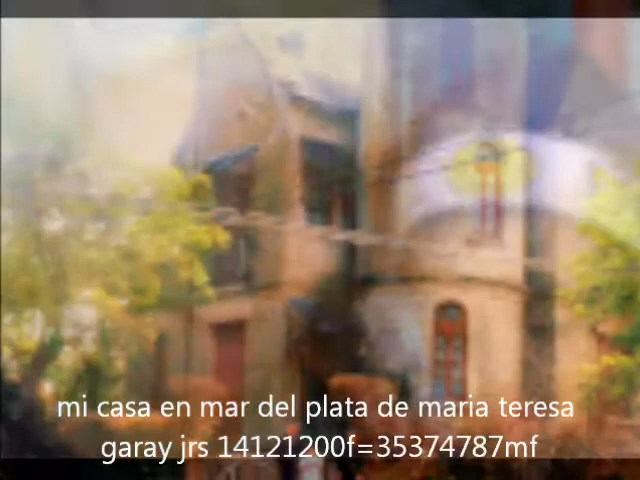 mi casa en mar del plata de maria teresa
garay jrs 14121200f=35374787mf